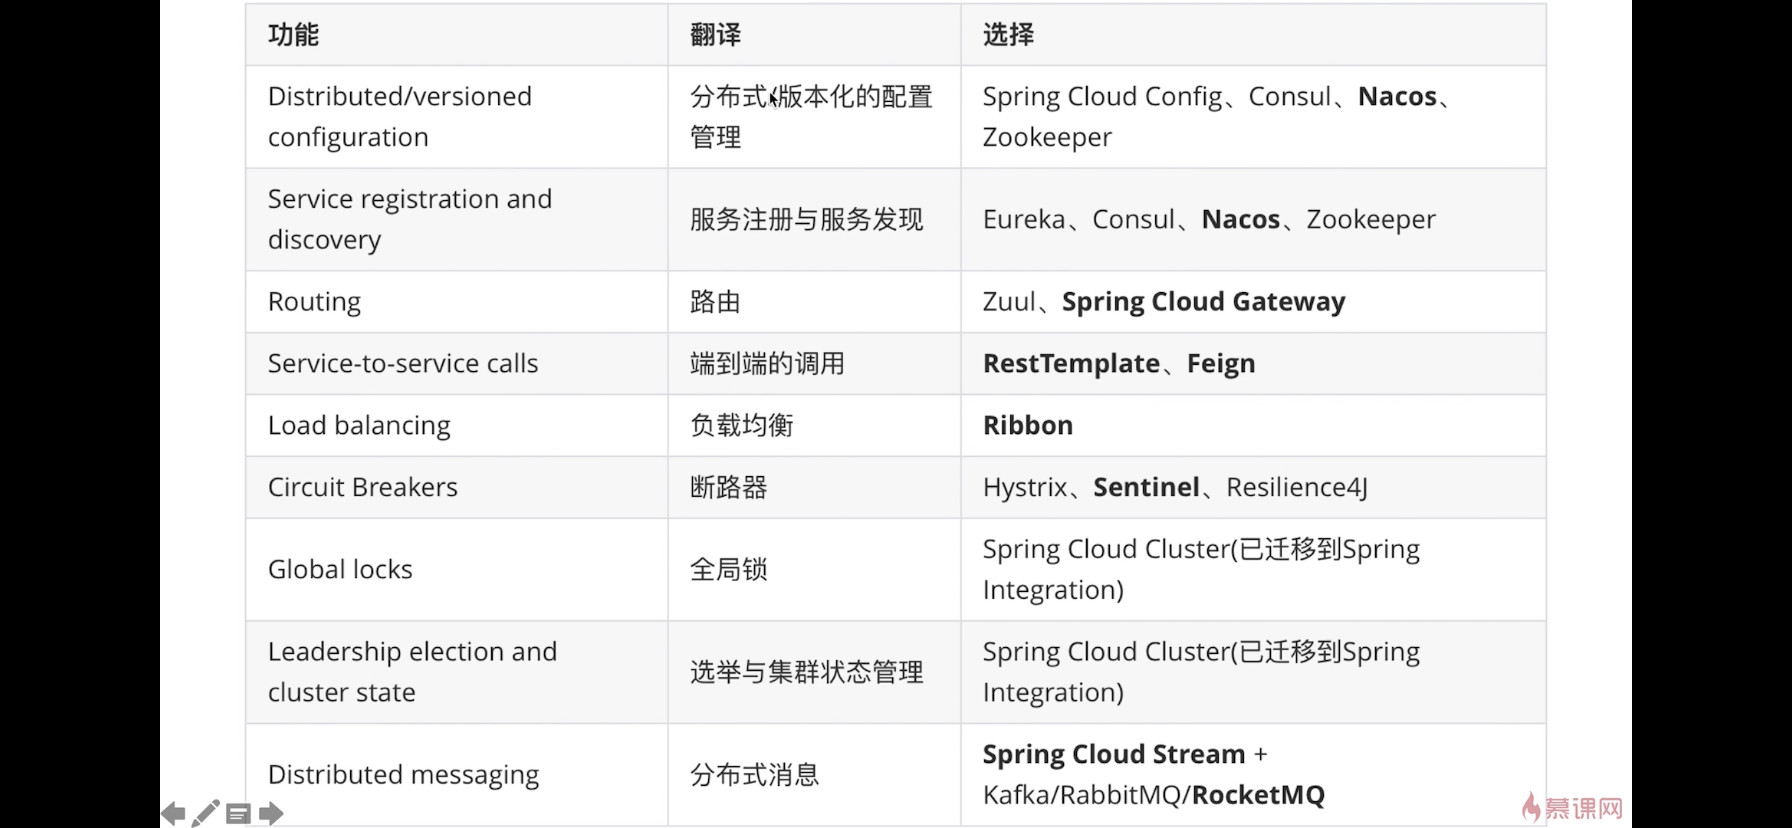 功能 翻译 选择
Distributed/versioned configuration 分布式/版本化的配置管理 Spring Cloud Config、Consul、Nacos、Zookeeper
Service registration and discovery 服务注册与服务发现 Eureka、Consul、Nacos、Zookeeper
Routing 路由 Zuul、Spring Cloud Gateway
Service-to-service calls 端到端的调用 RestTemplate、Feign
Load balancing 负载均衡 Ribbon
Circuit Breakers 断路器 Hystrix、Sentinel、Resilience4J
Global locks 全局锁 Spring Cloud Cluster(已迁移到Spring Integration)
Leadership election and cluster state 选举与集群状态管理 Spring Cloud Cluster(已迁移到Spring Integration)
Distributed messaging 分布式消息 Spring Cloud Stream + Kafka/RabbitMQ/RocketMQ
慕课网